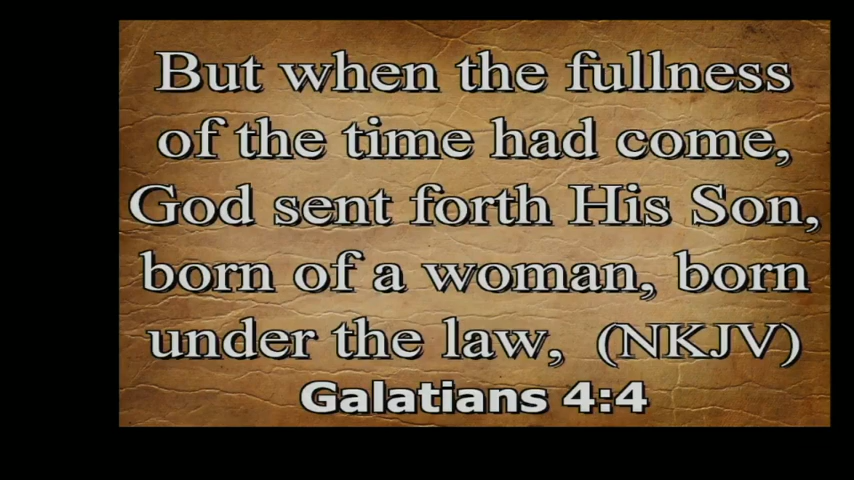 But when the fullness
of the time had come,
God sent forth His Son,
born of a woman, born
under the law, (NKJV)
Galatians 4:4